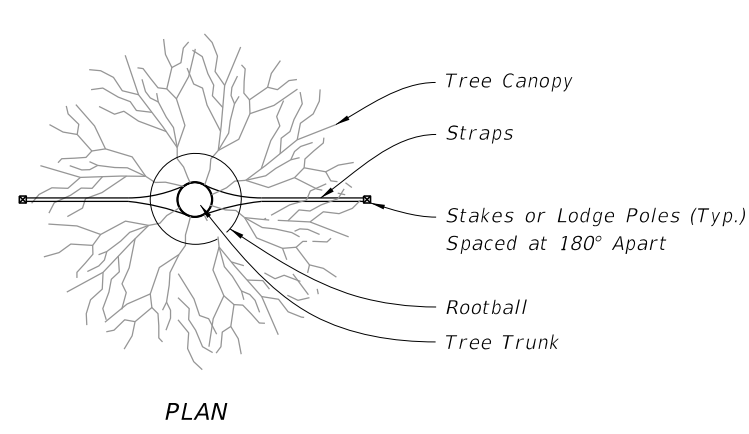 Tree Canopy
Straps
Stakes or Lodge Poles (Typ.)
Spaced at 180° Apart
Rootball
Tree Trunk
PLAN